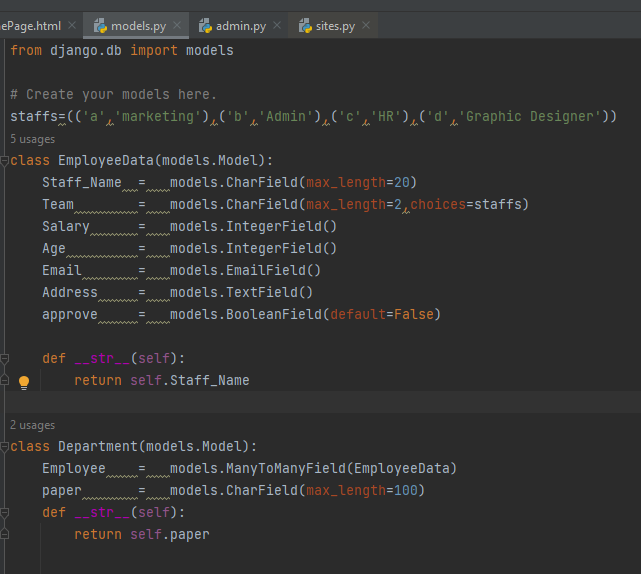 ePage.html models.py admin.py sites.py
from django.db import models
# Create your models here.
staffs=(('a','marketing'),('b','Admin'),('c','HR'),('d','Graphic Designer'))
5 usages
class EmployeeData(models.Model):
    Staff_Name  =   models.CharField(max_length=20)
    Team        =   models.CharField(max_length=2,choices=staffs)
    Salary      =   models.IntegerField()
    Age         =   models.IntegerField()
    Email       =   models.EmailField()
    Address     =   models.TextField()
    approve     =   models.BooleanField(default=False)
    def __str__(self):
        return self.Staff_Name
2 usages
class Department(models.Model):
    Employee    =   models.ManyToManyField(EmployeeData)
    paper       =   models.CharField(max_length=100)
    def __str__(self):
        return self.paper